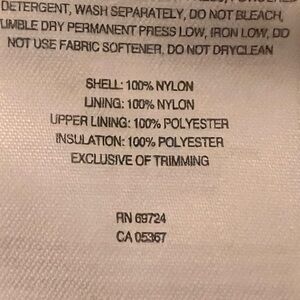 DETERGENT, WASH SEPARATELY, DO NOT BLEACH,
UMBLE DRY PERMANENT PRESS LOW, IRON LOW, DO
NOT USE FABRIC SOFTENER, DO NOT DRYCLEAN
SHELL: 100% NYLON
LINING: 100% NYLON
UPPER LINING: 100% POLYESTER
INSULATION: 100% POLYESTER
EXCLUSIVE OF TRIMMING
RN 69724
CA 05367